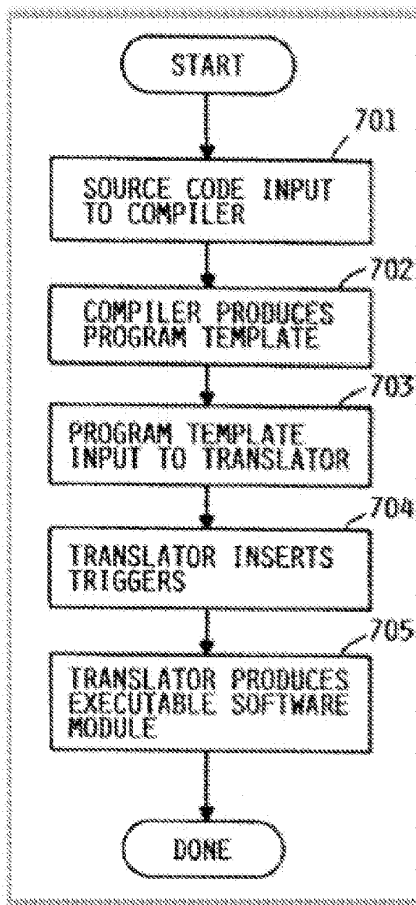 START
701
SOURCE CODE INPUT
TO COMPILER
702
COMPILER PRODUCES
PROGRAM TEMPLATE
703
PROGRAM TEMPLATE
INPUT TO TRANSLATOR
704
TRANSLATOR INSERTS
TRIGGERS
705
TRANSLATOR PRODUCES
EXECUTABLE SOFTWARE
MODULE
DONE